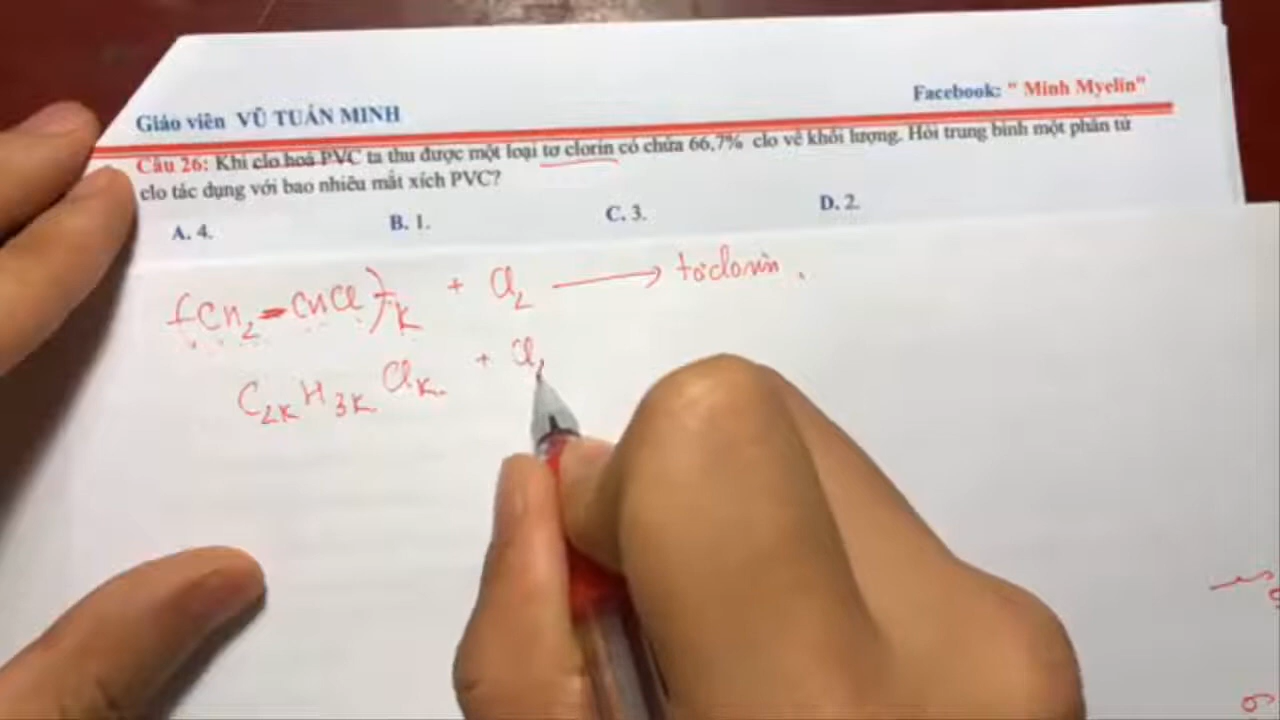 Giáo viên VŨ TUẤN MINH Facebook: " Minh Myelin"
Câu 26: Khi clo hoá PVC ta thu được một loại tơ clorin có chứa 66,7% clo về khối lượng. Hỏi trung bình một phân tử
clo tác dụng với bao nhiêu mắt xích PVC?
A. 4. B. 1. C. 3. D. 2.
(CH2-CHCl)K + Cl2 → tơ clorin.
C2KH3KClK + Cl